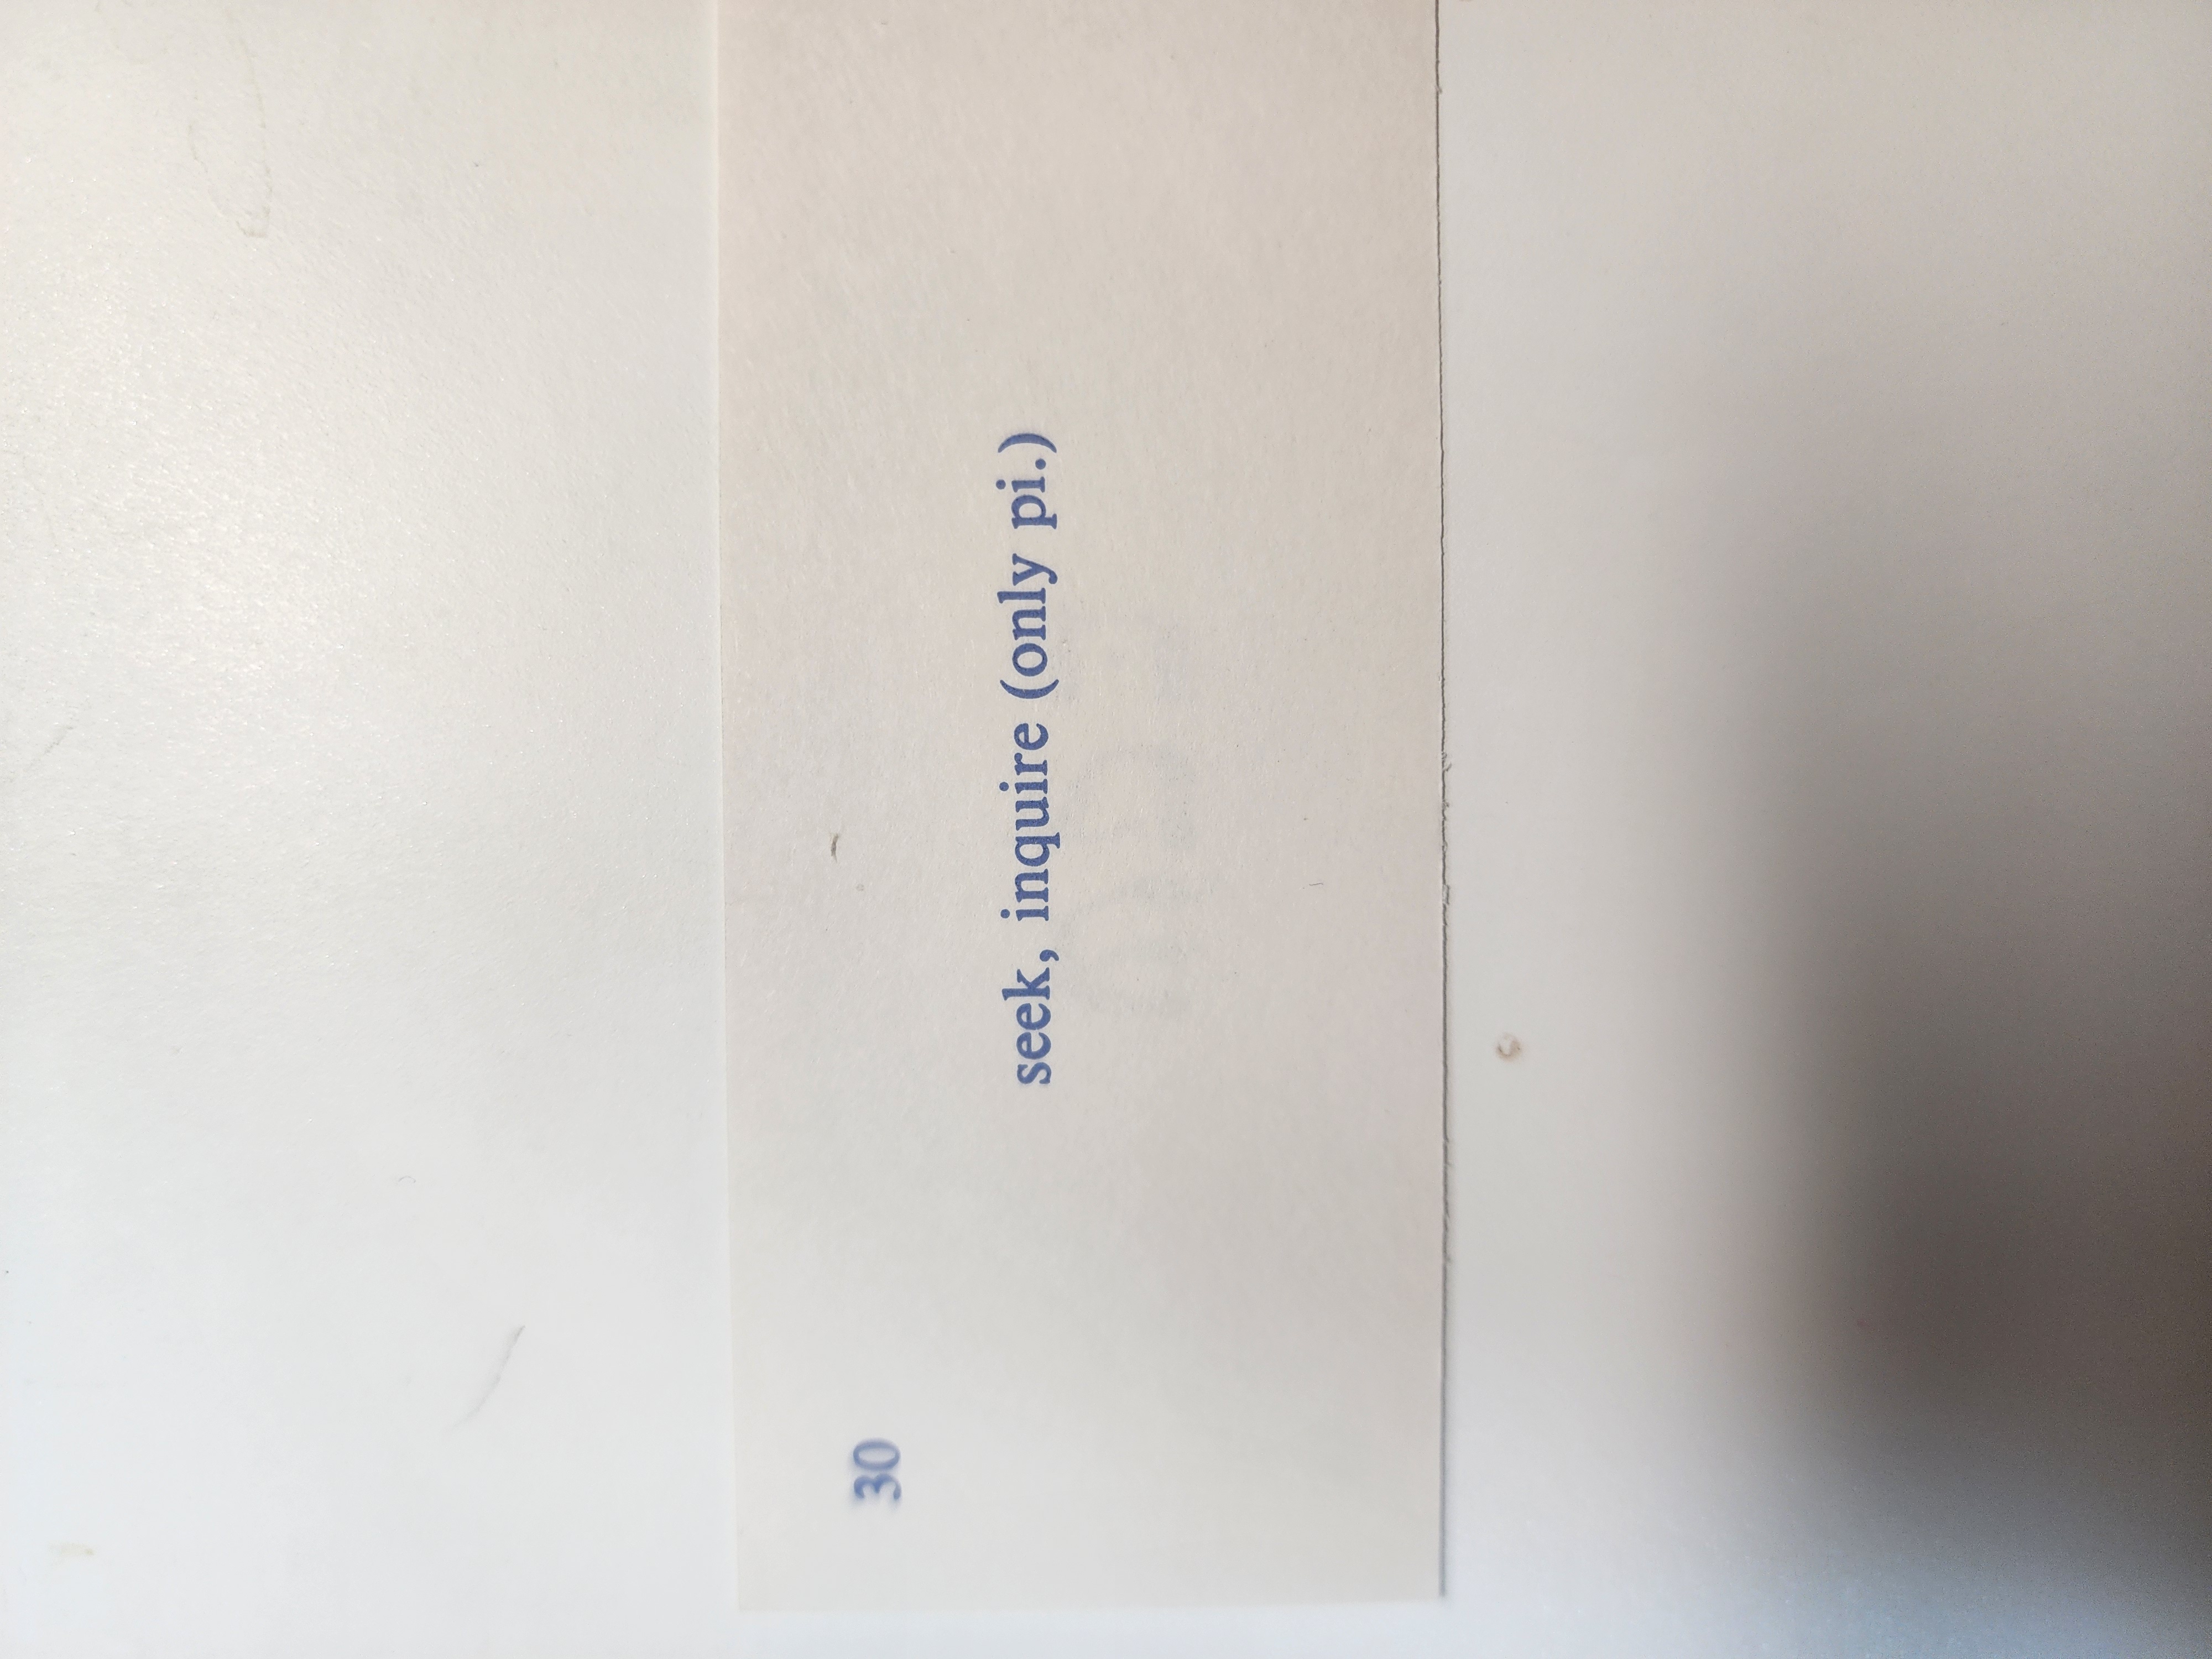 30
seek, inquire (only pi.)